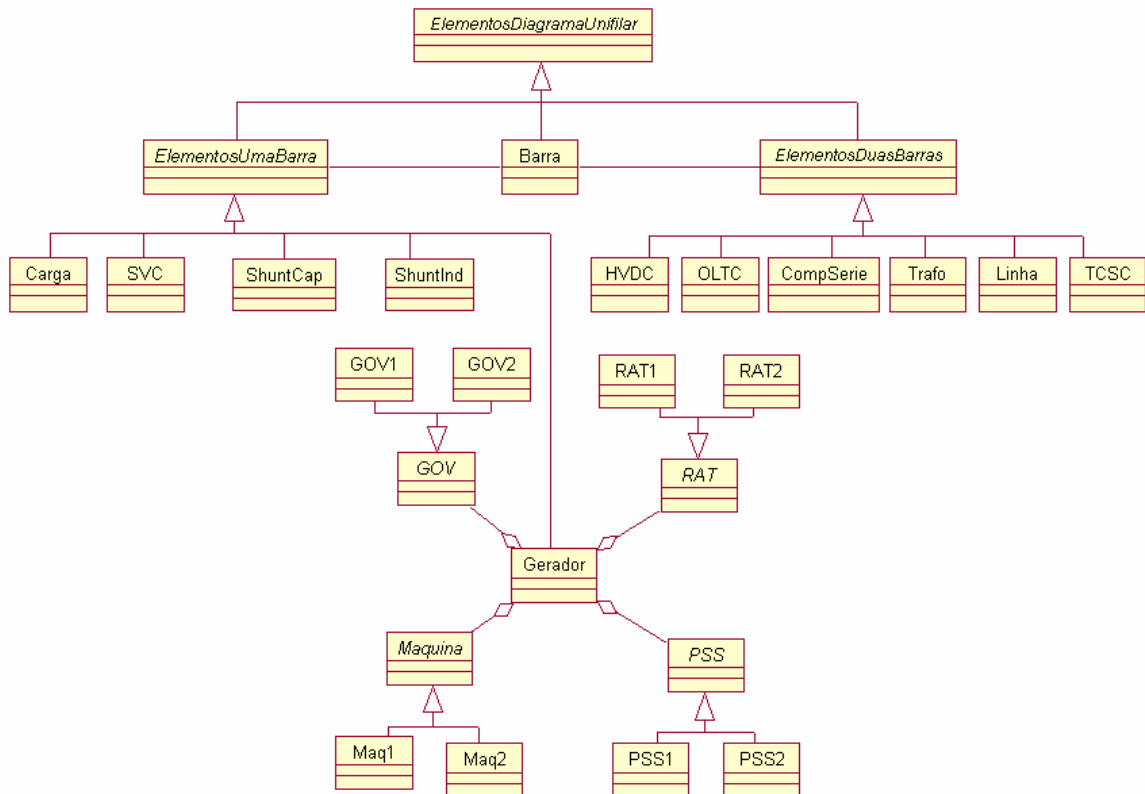 ElementosDiagramaUnifilar
ElementosUmaBarra
Barra
ElementosDuasBarras
Carga
SVC
ShuntCap
ShuntInd
HVDC
OLTC
CompSerie
Trafo
Linha
TCSC
GOV1
GOV2
RAT1
RAT2
GOV
RAT
Gerador
Maquina
PSS
Maq1
Maq2
PSS1
PSS2